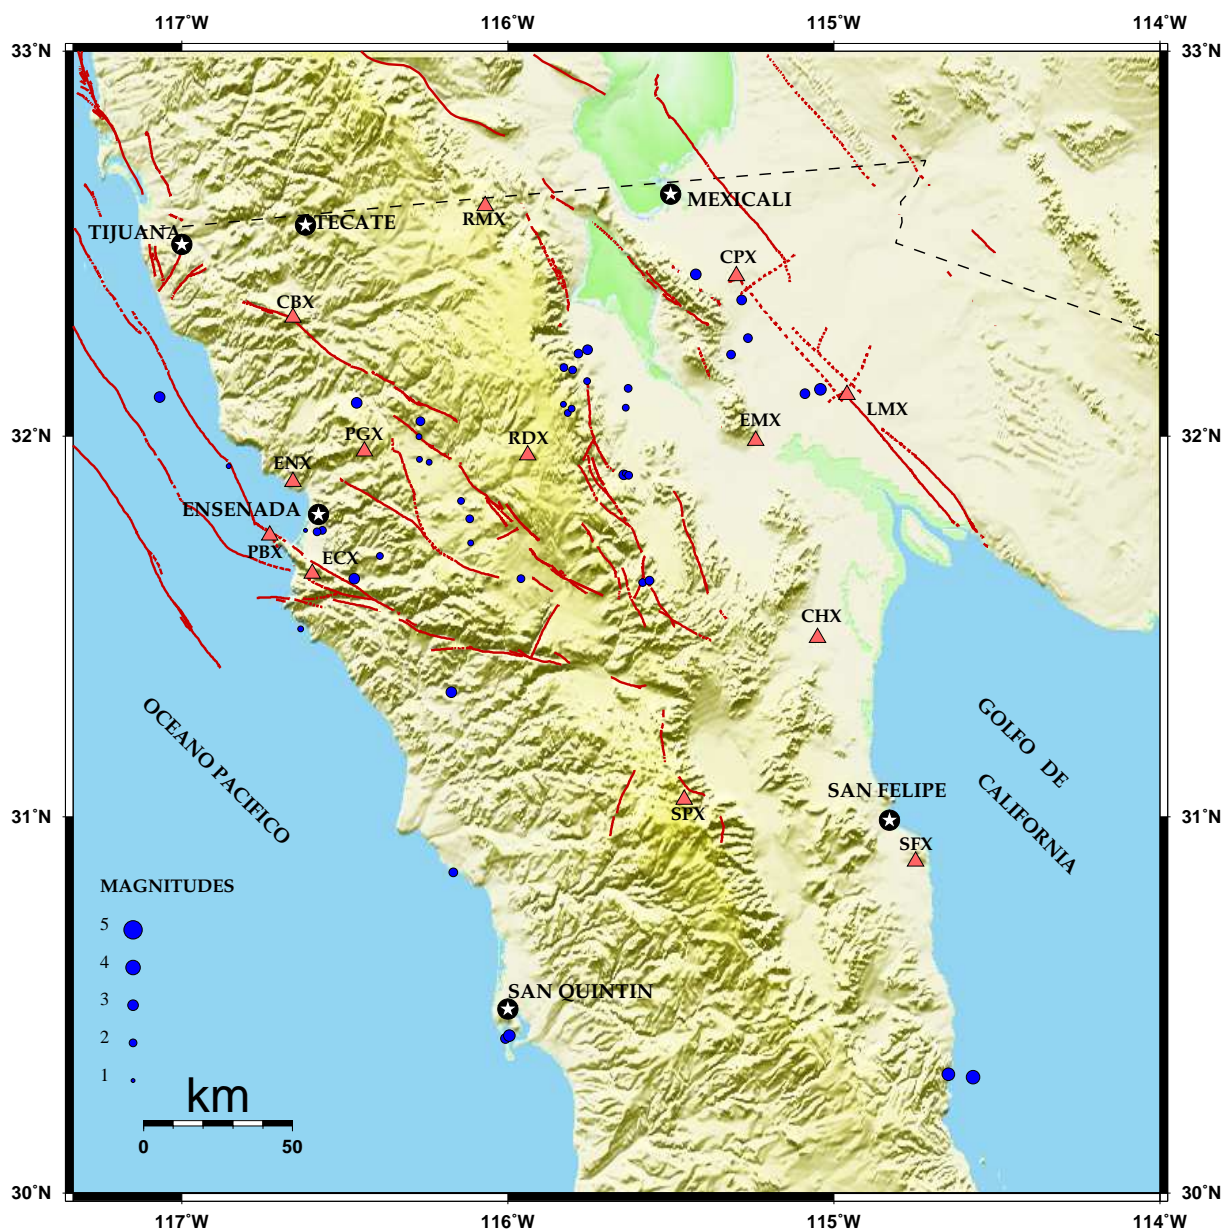 117°W 116°W 115°W 114°W
33°N 33°N
MEXICALI
RMX
TECATE
TIJUANA
CPX
CBX
LMX
EMX
32°N 32°N
PGX RDX
ENX
ENSENADA
PBX ECX
CHX
OCEANO PACIFICO
GOLFO DE
CALIFORNIA
SAN FELIPE
31°N 31°N
SPX
SFX
MAGNITUDES
5
4
3
2
1
SAN QUINTIN
km
0 50
30°N 30°N
117°W 116°W 115°W 114°W